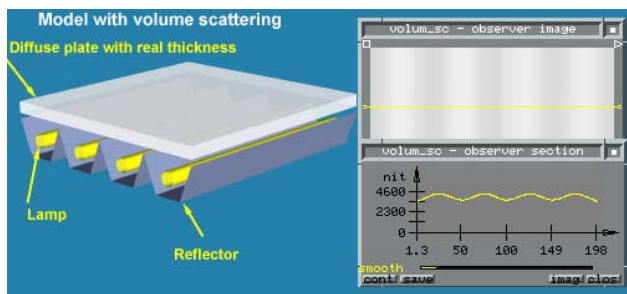 Model with volume scattering
Diffuse plate with real thickness
Lamp
Reflector
volum_sc - observer image
volum_sc - observer section
nit
4600
2300
0
1.3 50 100 149 198
smooth
cont save imag clos